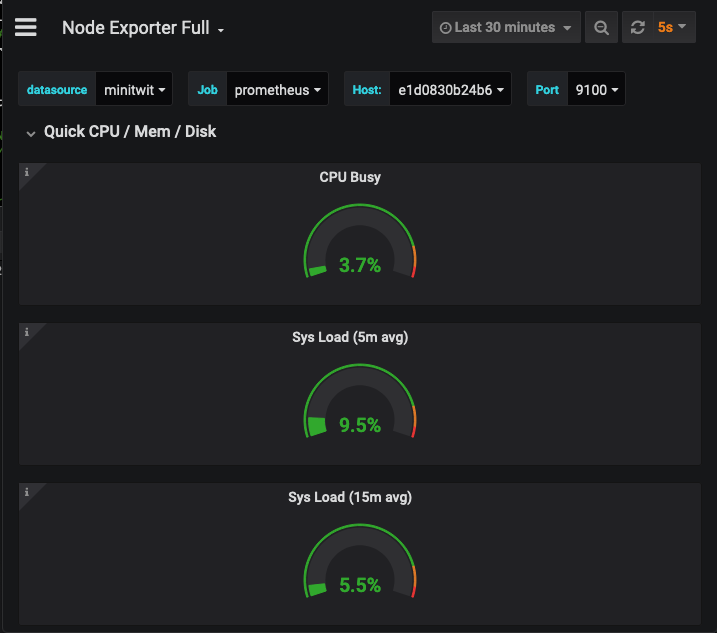 Node Exporter Full
Last 30 minutes
5s
datasource minitwit Job prometheus Host: e1d0830b24b6 Port 9100
Quick CPU / Mem / Disk
i
CPU Busy
3.7%
i
Sys Load (5m avg)
9.5%
i
Sys Load (15m avg)
5.5%